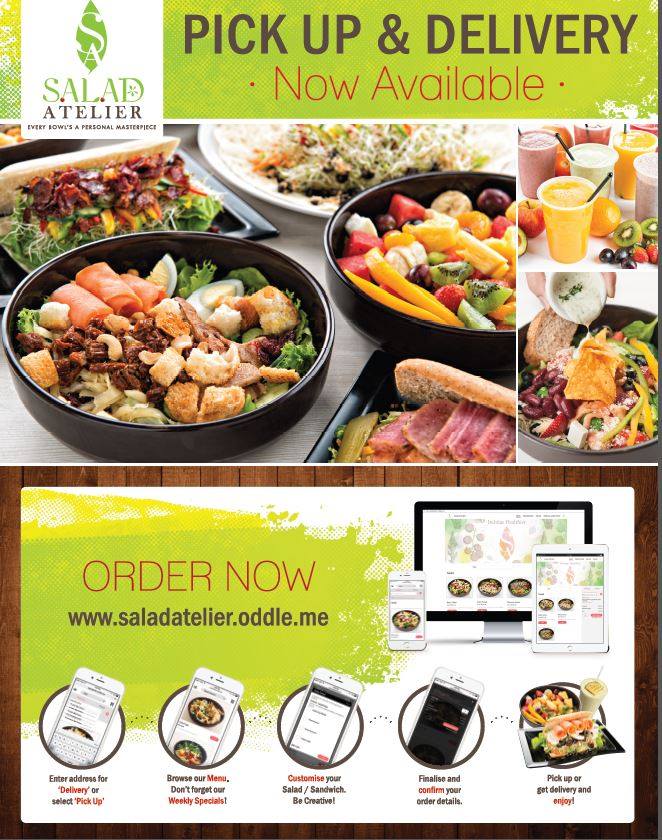 SALAD
ATELIER
EVERY BOWL'S A PERSONAL MASTERPIECE
PICK UP & DELIVERY
· Now Available ·
ORDER NOW
www.saladatelier.oddle.me
Enter address for
'Delivery' or
select 'Pick Up'
Browse our Menu.
Don't forget our
Weekly Specials!
Customise your
Salad / Sandwich.
Be Creative!
Finalise and
confirm your
order details.
Pick up or
get delivery and
enjoy!